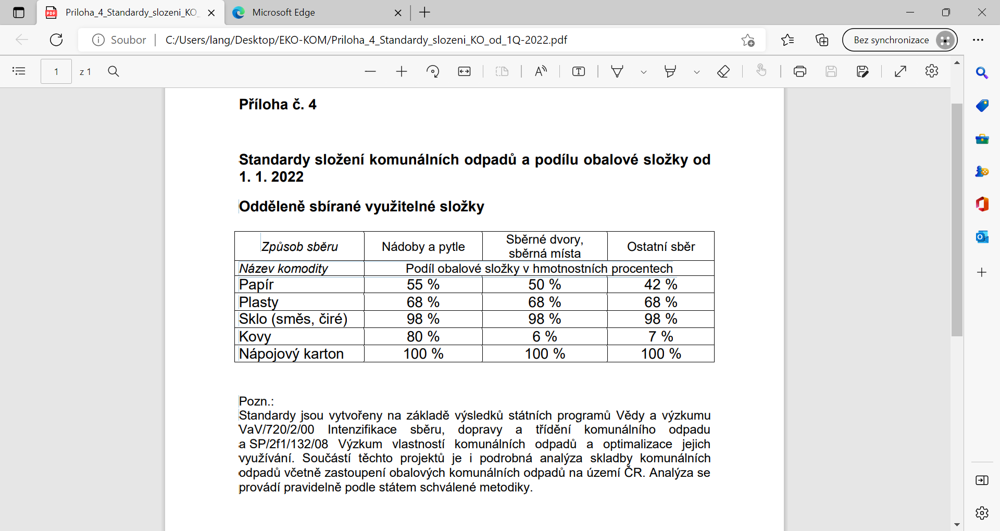 Priloha_4_Standardy_slozeni_KO_
Microsoft Edge
Soubor
C:/Users/lang/Desktop/EKO-KOM/Priloha_4_Standardy_slozeni_KO_od_1Q-2022.pdf
Bez synchronizace
1
z 1
Příloha č. 4
Standardy složení komunálních odpadů a podílu obalové složky od
1. 1. 2022
Odděleně sbírané využitelné složky
Způsob sběru Nádoby a pytle Sběrné dvory, sběrná místa Ostatní sběr
Název komodity Podíl obalové složky v hmotnostních procentech
Papír 55 % 50 % 42 %
Plasty 68 % 68 % 68 %
Sklo (směs, čiré) 98 % 98 % 98 %
Kovy 80 % 6 % 7 %
Nápojový karton 100 % 100 % 100 %
Pozn.:
Standardy jsou vytvořeny na základě výsledků státních programů Vědy a výzkumu
VaV/720/2/00 Intenzifikace sběru, dopravy a třídění komunálního odpadu
a SP/2f1/132/08 Výzkum vlastností komunálních odpadů a optimalizace jejich
využívání. Součástí těchto projektů je i podrobná analýza skladby komunálních
odpadů včetně zastoupení obalových komunálních odpadů na území ČR. Analýza se
provádí pravidelně podle státem schválené metodiky.